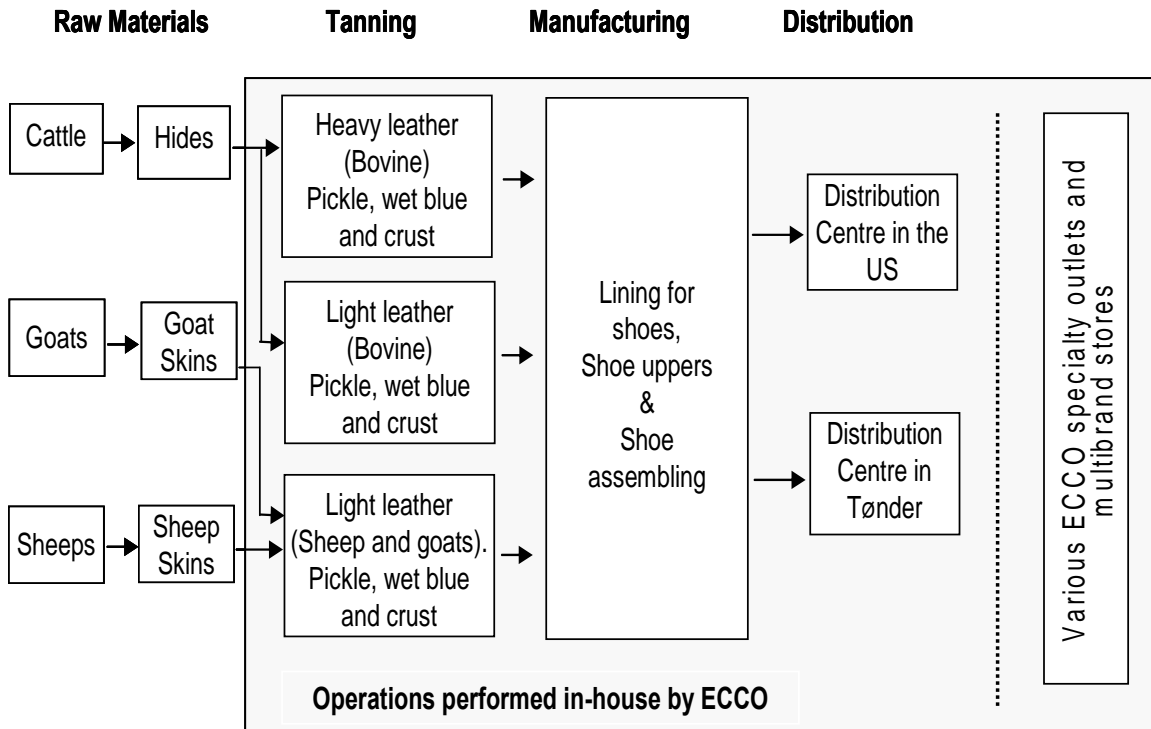 Raw Materials
Tanning
Manufacturing
Distribution
Cattle
Hides
Heavy leather
(Bovine)
Pickle, wet blue
and crust
Goats
Goat
Skins
Light leather
(Bovine)
Pickle, wet blue
and crust
Sheeps
Sheep
Skins
Light leather
(Sheep and goats).
Pickle, wet blue
and crust
Lining for
shoes,
Shoe uppers
&
Shoe
assembling
Distribution
Centre in the
US
Distribution
Centre in
Tønder
Various ECCO specialty outlets and
multibrand stores
Operations performed in-house by ECCO